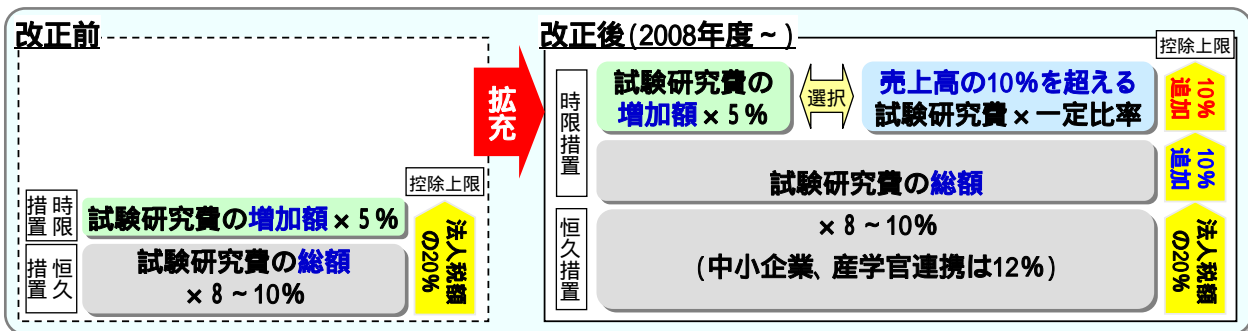 改正前
控除上限
時限措置
試験研究費の増加額×5%
恒久措置
試験研究費の総額
×8~10%
法人税額の20%
拡充
改正後(2008年度~)
控除上限
時限措置
試験研究費の
増加額×5%
選択
売上高の10%を超える
試験研究費×一定比率
10%追加
試験研究費の総額
10%追加
恒久措置
×8~10%
(中小企業、産学官連携は12%)
法人税額の20%